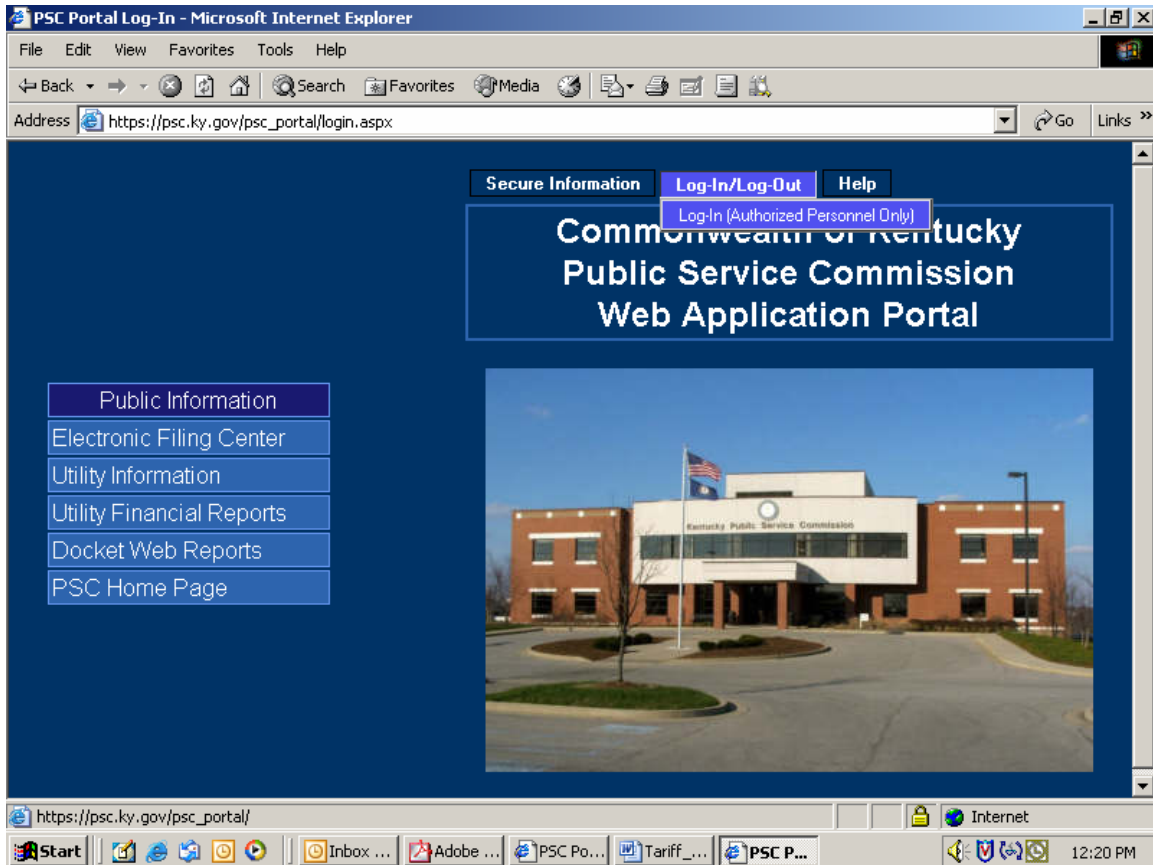 PSC Portal Log-In - Microsoft Internet Explorer
File Edit View Favorites Tools Help
Back Search Favorites Media
Address https://psc.ky.gov/psc_portal/login.aspx Go Links »
Secure Information Log-In/Log-Out Help
Log-In (Authorized Personnel Only)
Commonwealth of Kentucky
Public Service Commission
Web Application Portal
Public Information
Electronic Filing Center
Utility Information
Utility Financial Reports
Docket Web Reports
PSC Home Page
Kentucky Public Service Commission
https://psc.ky.gov/psc_portal/ Internet
Start Inbox ... Adobe ... PSC Po... Tariff_... PSC P... 12:20 PM